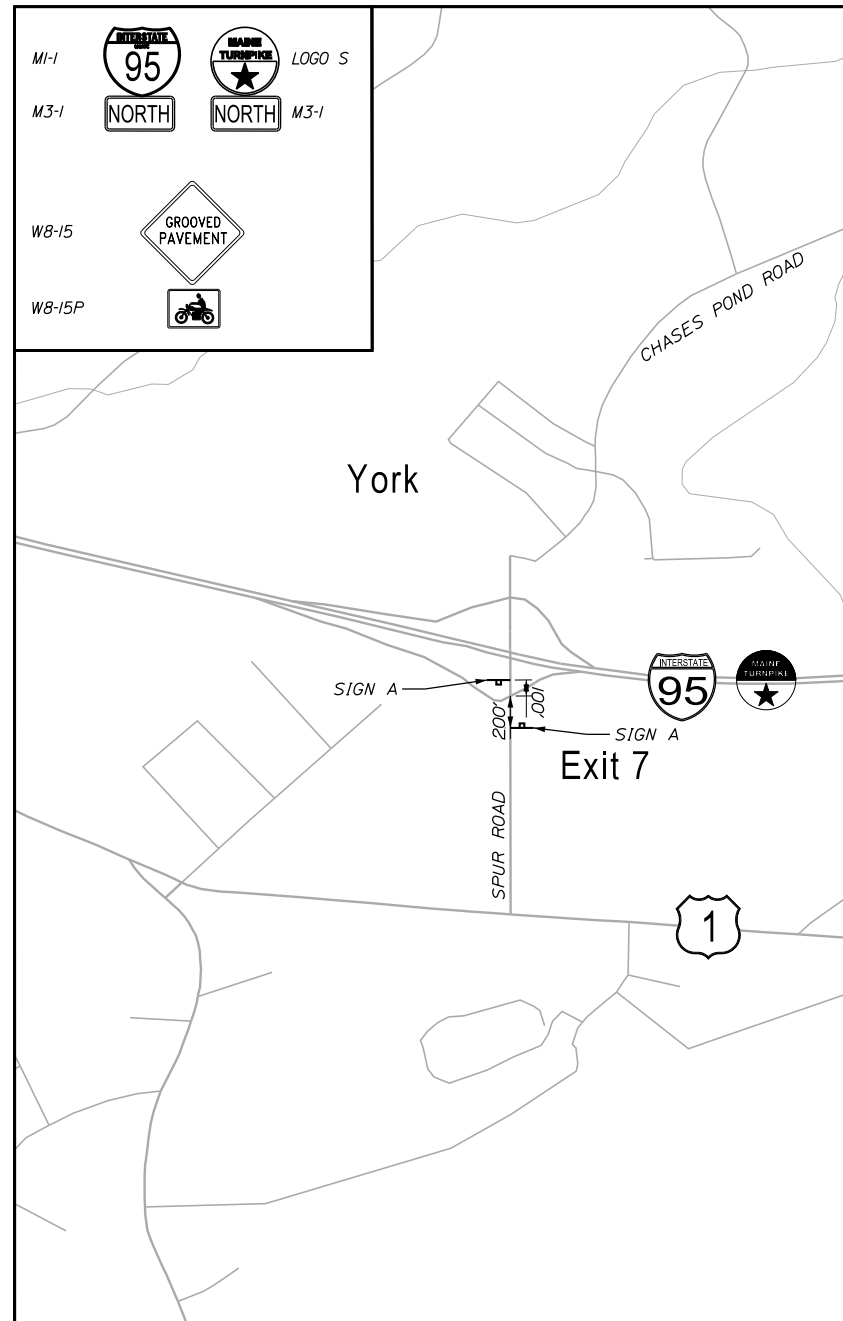 M1-1
INTERSTATE
MAINE
95
MAINE
TURNPIKE
LOGO S
M3-1
NORTH
NORTH
M3-1
W8-15
GROOVED
PAVEMENT
W8-15P
CHASES POND ROAD
York
INTERSTATE
95
MAINE
TURNPIKE
SIGN A
100'
200'
SIGN A
Exit 7
SPUR ROAD
1